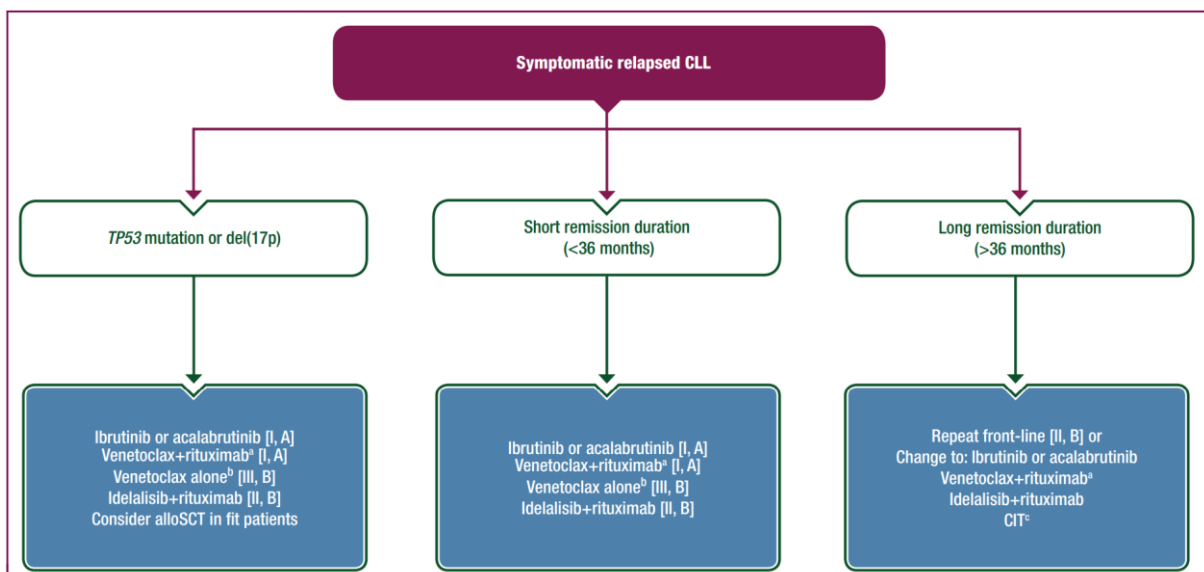 Symptomatic relapsed CLL
TP53 mutation or del(17p)
Short remission duration
(<36 months)
Long remission duration
(>36 months)
Ibrutinib or acalabrutinib [I, A]
Venetoclax+rituximabᵃ [I, A]
Venetoclax aloneᵇ [III, B]
Idelalisib+rituximab [II, B]
Consider alloSCT in fit patients
Ibrutinib or acalabrutinib [I, A]
Venetoclax+rituximabᵃ [I, A]
Venetoclax aloneᵇ [III, B]
Idelalisib+rituximab [II, B]
Repeat front-line [II, B] or
Change to: Ibrutinib or acalabrutinib
Venetoclax+rituximabᵃ
Idelalisib+rituximab
CITᶜ